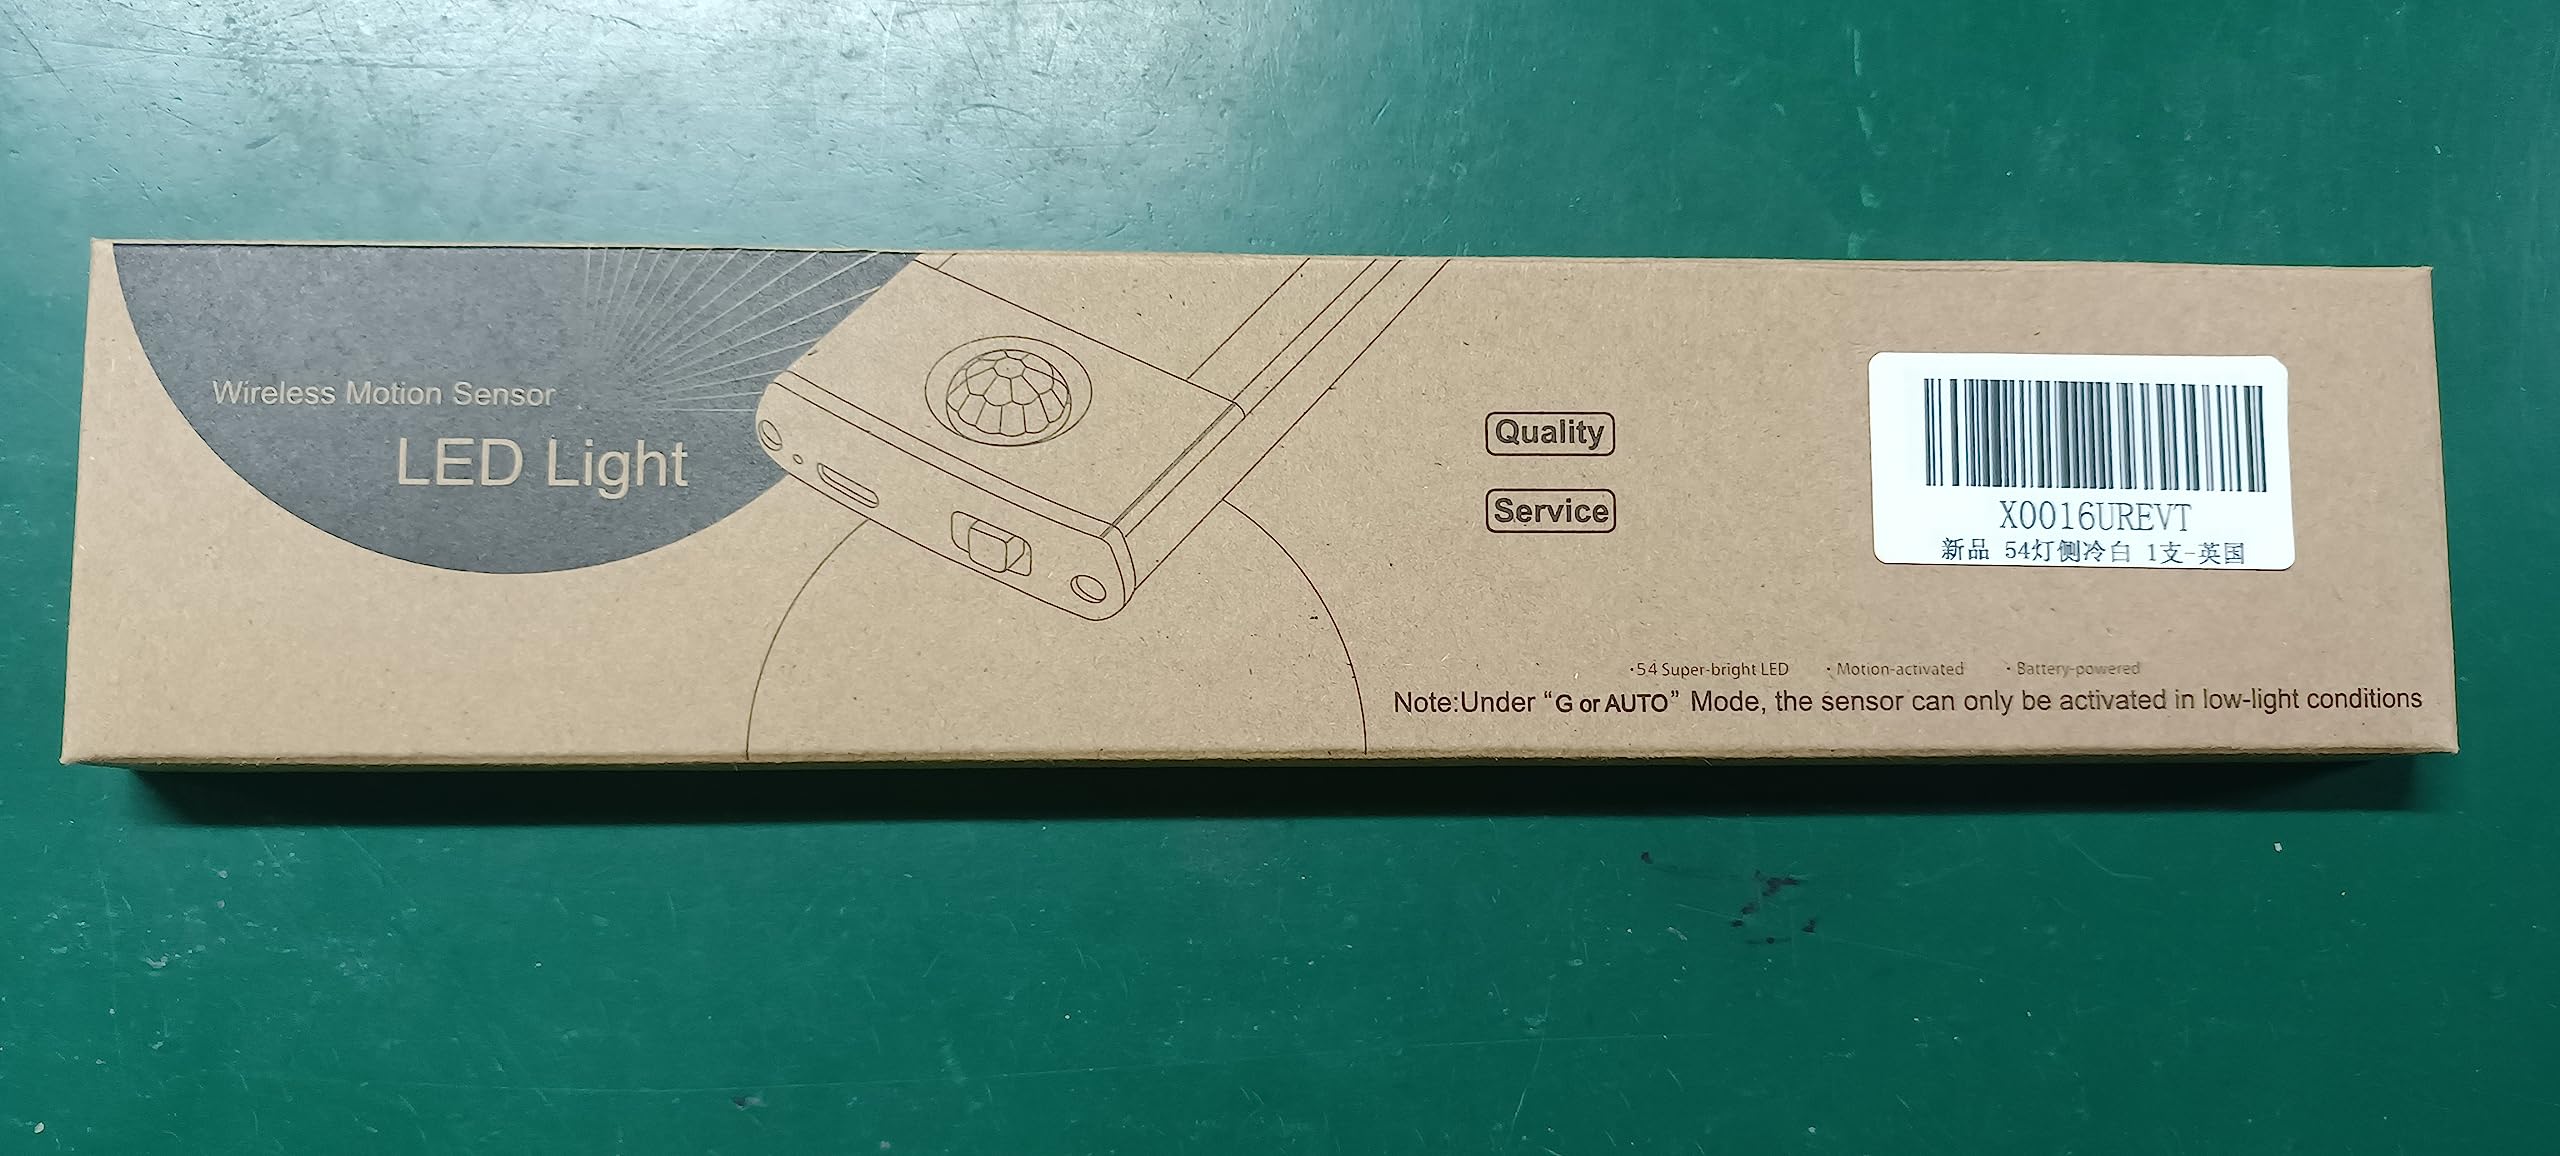 Wireless Motion Sensor
LED Light
Quality
Service
X0016UREVT
新品 54灯侧冷白 1支-英国
·54 Super-bright LED ·Motion-activated ·Battery-powered
Note:Under “G or AUTO” Mode, the sensor can only be activated in low-light conditions